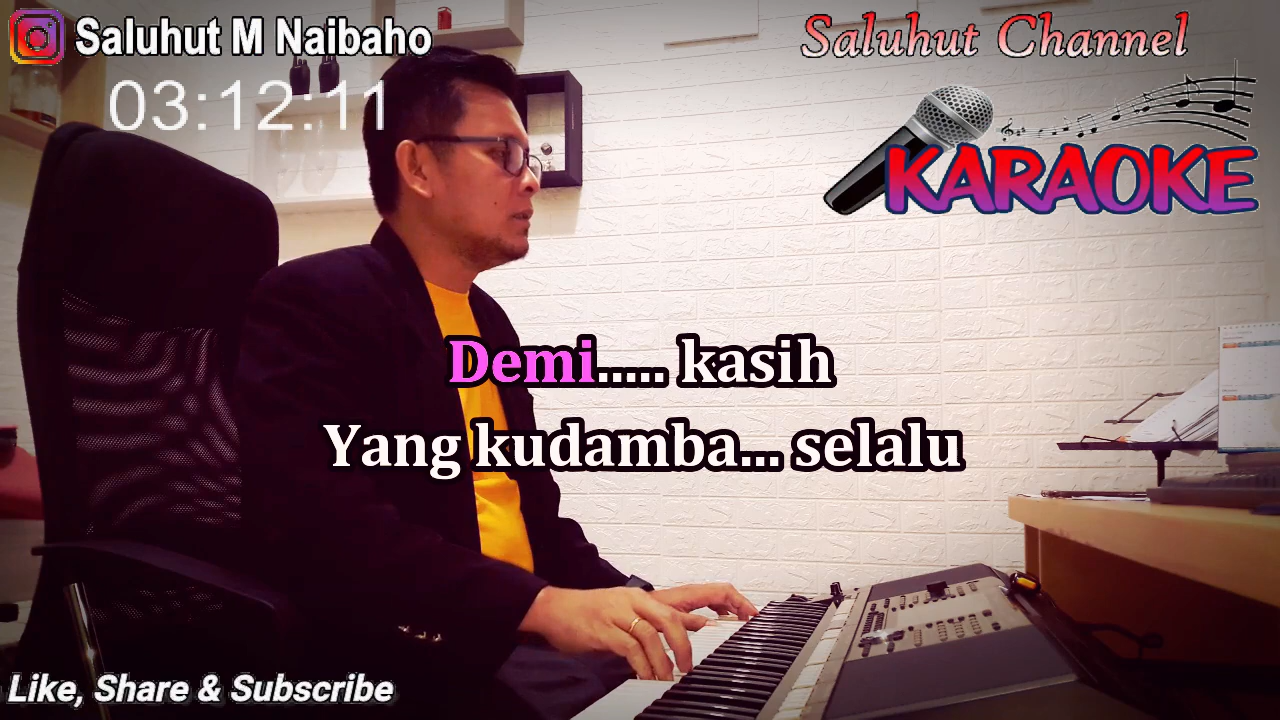 Saluhut M Naibaho
Saluhut Channel
03:12:11
KARAOKE
Demi..... kasih
Yang kudamba... selalu
Like, Share & Subscribe